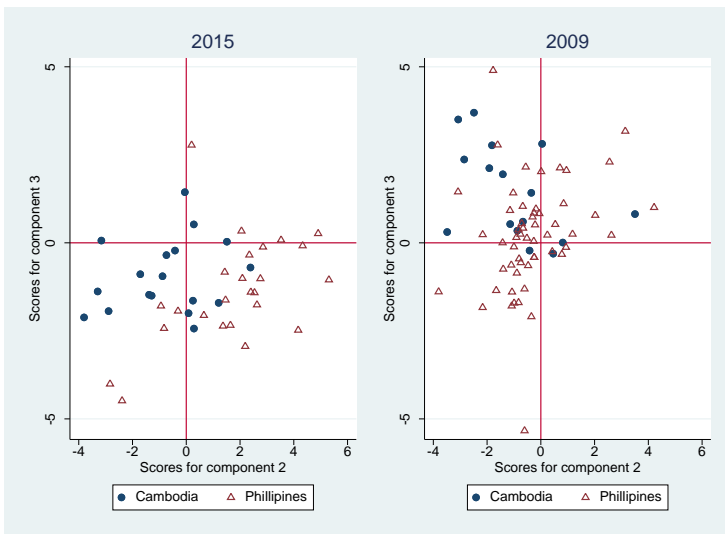 2015
5
0
-5
Scores for component 3
-4 -2 0 2 4 6
Scores for component 2
Cambodia Phillipines
2009
5
0
-5
Scores for component 3
-4 -2 0 2 4 6
Scores for component 2
Cambodia Phillipines